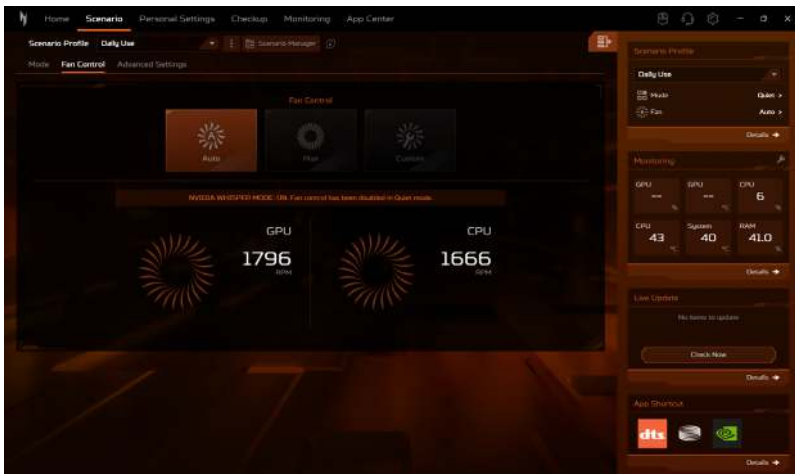 Home Scenario Personal Settings Checkup Monitoring App Center
Scenario Profile Daily Use Scenario Manager
Mode Fan Control Advanced Settings
Fan Control
Auto Max Custom
NVIDIA WHISPER MODE: ON. Fan control has been disabled in Quiet mode.
GPU
1796
RPM
CPU
1666
RPM
Scenario Profile
Daily Use
Mode Quiet >
Fan Auto >
Details
Monitoring
GPU GPU CPU
-- -- 6
% °C %
CPU System RAM
43 40 41.0
°C °C %
Details
Live Update
No items to update
Check Now
Details
App Shortcut
dts
Details